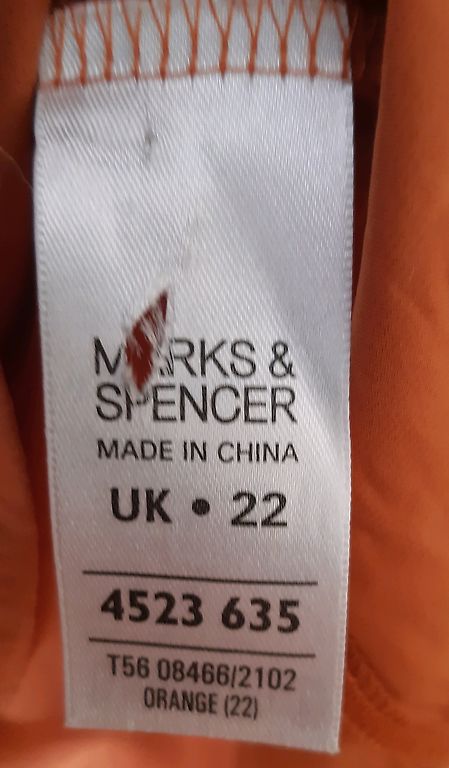 MARKS &
SPENCER
MADE IN CHINA
UK • 22
4523 635
T56 08466/2102
ORANGE (22)